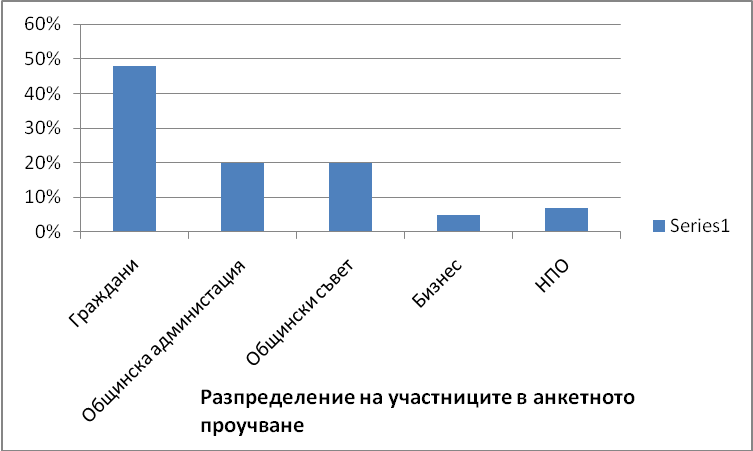 60%
50%
40%
30%
20%
10%
0%
Series1
Граждани
Общинска администация
Общински съвет
Бизнес
НПО
Разпределение на участниците в анкетното
проучване